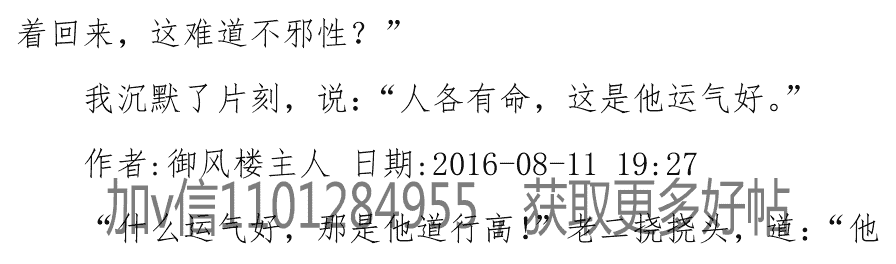 着回来，这难道不邪性？”
我沉默了片刻，说：“人各有命，这是他运气好。”
作者:御风楼主人 日期:2016-08-11 19:27
加v信1101284955 获取更多好帖
“什么运气好，那是他道行高！”老二挠挠头，道：“他